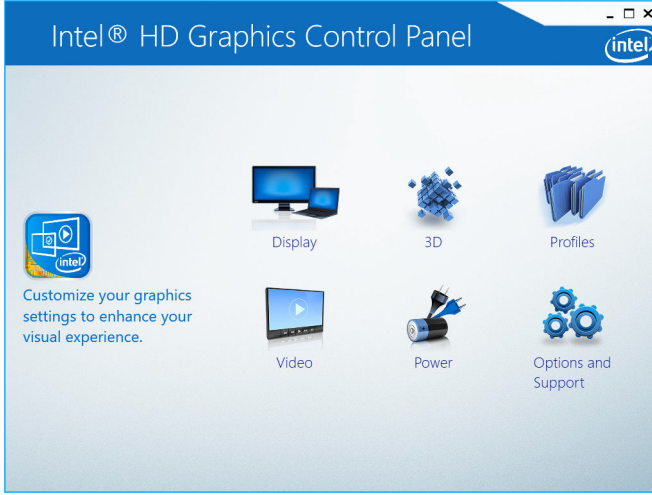 Intel® HD Graphics Control Panel
intel
Display
3D
Profiles
intel
Customize your graphics
settings to enhance your
visual experience.
Video
Power
Options and
Support